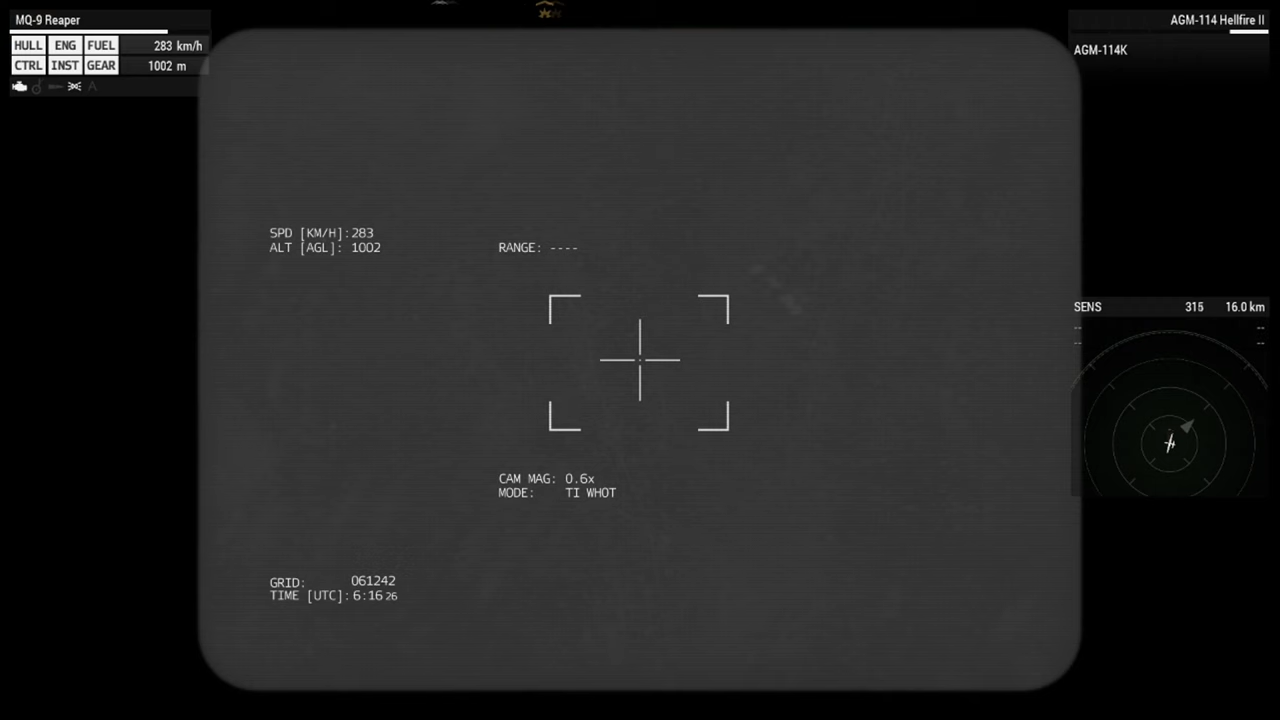 MQ-9 Reaper
HULL ENG FUEL 283 km/h
CTRL INST GEAR 1002 m
A
AGM-114 Hellfire II
AGM-114K
SPD [KM/H]: 283
ALT [AGL]: 1002
RANGE: ----
SENS 315 16.0 km
-- --
-- --
CAM MAG: 0.6x
MODE: TI WHOT
GRID: 061242
TIME [UTC]: 6:16 26